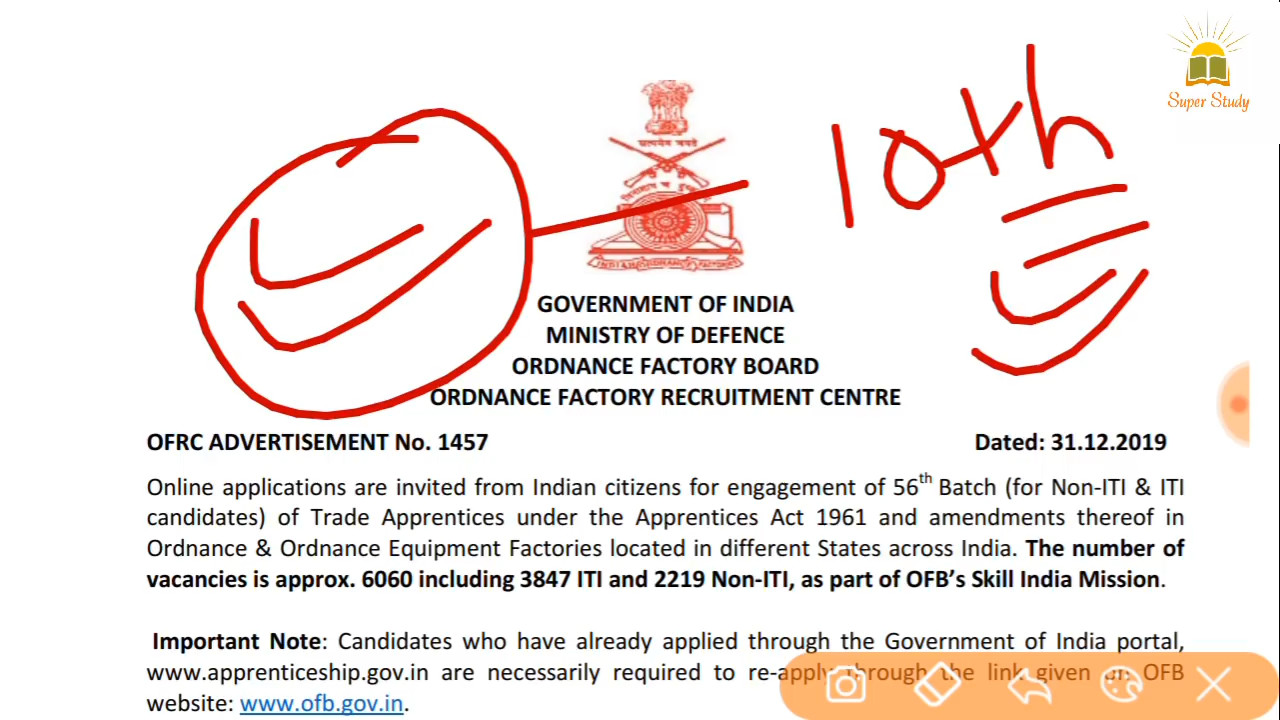 Super Study
10th
सत्यमेव जयते
GOVERNMENT OF INDIA
MINISTRY OF DEFENCE
ORDNANCE FACTORY BOARD
ORDNANCE FACTORY RECRUITMENT CENTRE
OFRC ADVERTISEMENT No. 1457 Dated: 31.12.2019
Online applications are invited from Indian citizens for engagement of 56th Batch (for Non-ITI & ITI
candidates) of Trade Apprentices under the Apprentices Act 1961 and amendments thereof in
Ordnance & Ordnance Equipment Factories located in different States across India. The number of
vacancies is approx. 6060 including 3847 ITI and 2219 Non-ITI, as part of OFB's Skill India Mission.
Important Note: Candidates who have already applied through the Government of India portal,
www.apprenticeship.gov.in are necessarily required to re-apply through the link given on OFB
website: www.ofb.gov.in.